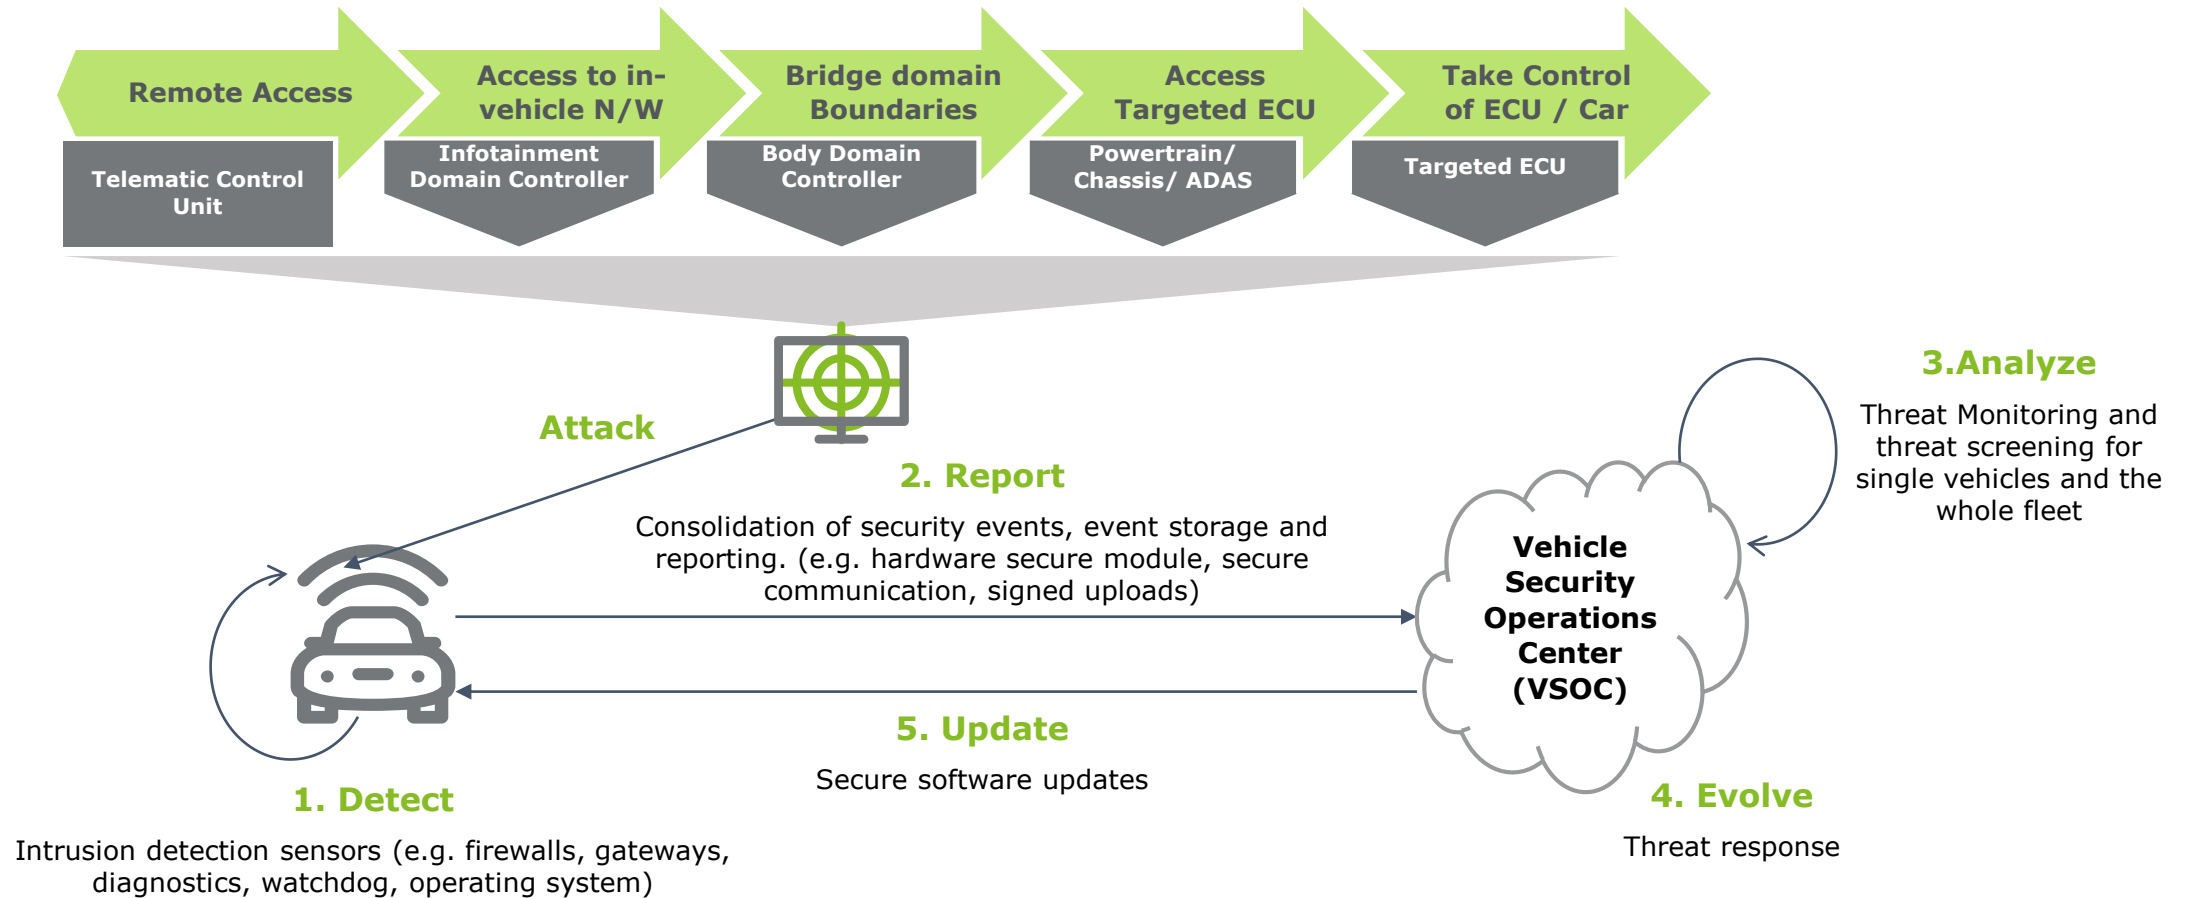 Remote Access
Access to in-
vehicle N/W
Bridge domain
Boundaries
Access
Targeted ECU
Take Control
of ECU / Car
Telematic Control
Unit
Infotainment
Domain Controller
Body Domain
Controller
Powertrain/
Chassis/ ADAS
Targeted ECU
Attack
2. Report
Consolidation of security events, event storage and
reporting. (e.g. hardware secure module, secure
communication, signed uploads)
3.Analyze
Threat Monitoring and
threat screening for
single vehicles and the
whole fleet
Vehicle
Security
Operations
Center
(VSOC)
5. Update
Secure software updates
1. Detect
Intrusion detection sensors (e.g. firewalls, gateways,
diagnostics, watchdog, operating system)
4. Evolve
Threat response